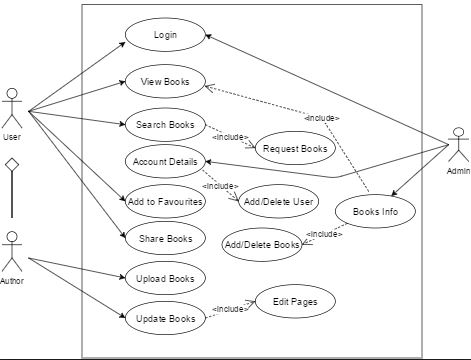 Login
View Books
Search Books
<include>
Request Books
<include>
User
Admin
Account Details
<include>
Add/Delete User
Add to Favourites
Books Info
Share Books
Add/Delete Books
<include>
Author
Upload Books
Update Books
<include>
Edit Pages